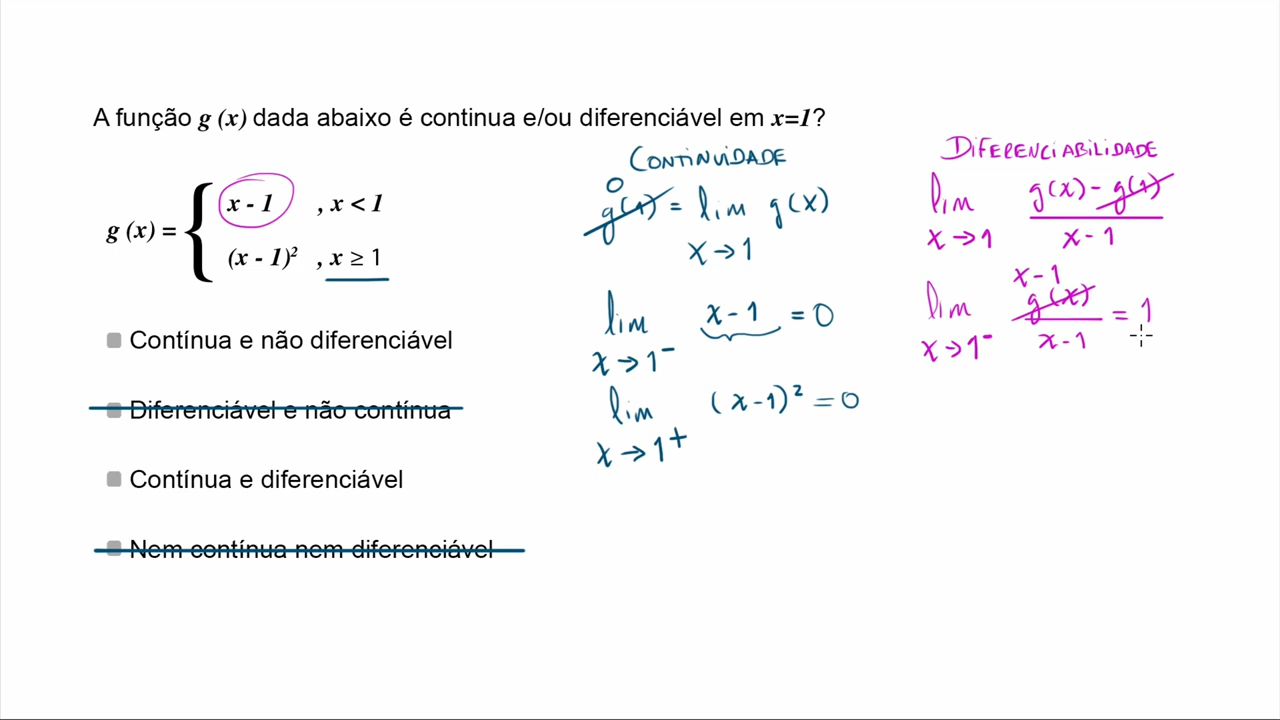 A função g (x) dada abaixo é continua e/ou diferenciável em x=1?
g (x) = { x - 1 , x < 1
(x - 1)² , x ≥ 1
Contínua e não diferenciável
Diferenciável e não contínua
Contínua e diferenciável
Nem contínua nem diferenciável
CONTINUIDADE
0
g(1) = lim g(x)
x → 1
lim x - 1 = 0
x → 1⁻
lim (x - 1)² = 0
x → 1⁺
DIFERENCIABILIDADE
lim g(x) - g(1)
x → 1 x - 1
x - 1
lim g(x) = 1
x → 1⁻ x - 1